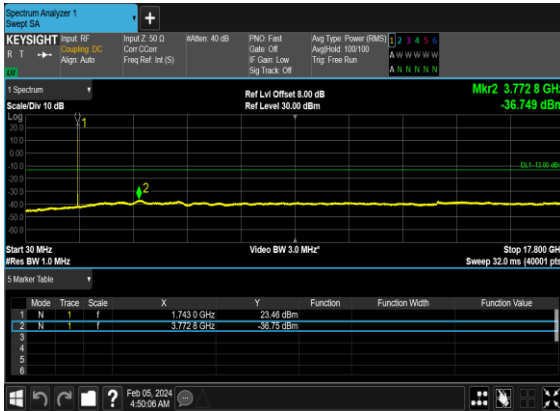 Spectrum Analyzer 1
Swept SA
KEYSIGHT
R T
Input: RF
Coupling: DC
Align: Auto
Input Z: 50 Ω
Corr CCorr
Freq Ref: Int (S)
#Atten: 40 dB
PNO: Fast
Gate: Off
IF Gain: Low
Sig Track: Off
Avg Type: Power (RMS)
Avg|Hold: 100/100
Trig: Free Run
1 2 3 4 5 6
A W W W W W
A N N N N N
1 Spectrum
Scale/Div 10 dB
Ref Lvl Offset 8.00 dB
Ref Level 30.00 dBm
Mkr2 3.772 8 GHz
-36.749 dBm
Log
20.0
10.0
0.00
-10.0
-20.0
-30.0
-40.0
-50.0
-60.0
1
2
DL1 -13.00 dBm
Start 30 MHz
#Res BW 1.0 MHz
Video BW 3.0 MHz*
Stop 17.800 GHz
Sweep 32.0 ms (40001 pts)
5 Marker Table
Mode Trace Scale X Y Function Function Width Function Value
1 N 1 f 1.743 0 GHz 23.46 dBm
2 N 1 f 3.772 8 GHz -36.75 dBm
3
4
5
6
?
Feb 05, 2024
4:50:06 AM